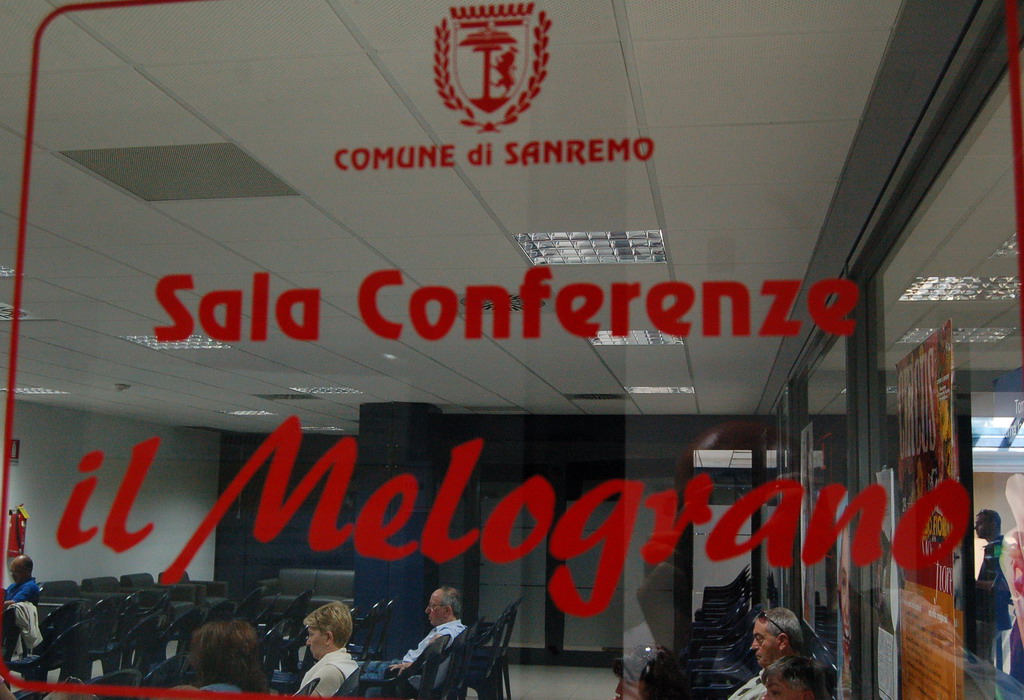 COMUNE di SANREMO
Sala Conferenze
il Melograno